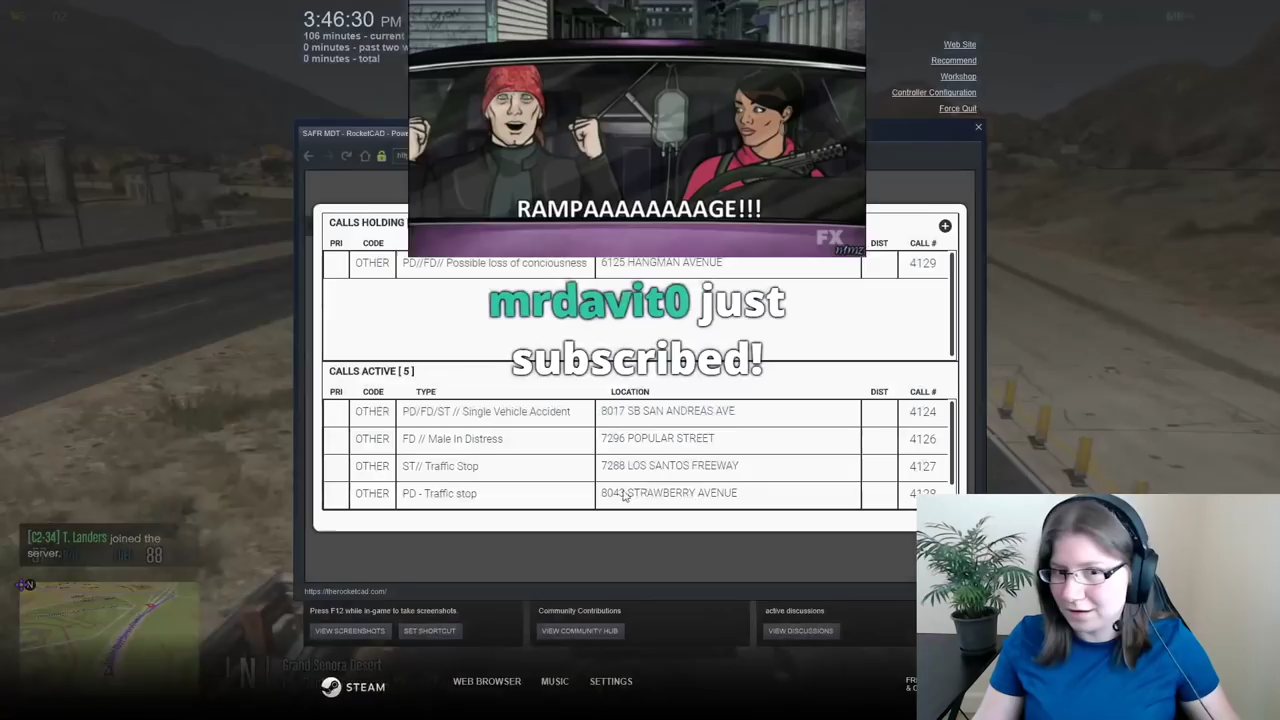 3:46:30 PM
106 minutes - current
0 minutes - past two w
0 minutes - total
Web Site
Recommend
Workshop
Controller Configuration
Force Quit
SAFR MDT - RocketCAD - Pow
RAMPAAAAAAAAGE!!!
FX
CALLS HOLDING
PRI CODE DIST CALL #
OTHER PD//FD// Possible loss of conciousness 6125 HANGMAN AVENUE 4129
mrdavit0 just
subscribed!
CALLS ACTIVE [ 5 ]
PRI CODE TYPE LOCATION DIST CALL #
OTHER PD/FD/ST // Single Vehicle Accident 8017 SB SAN ANDREAS AVE 4124
OTHER FD // Male In Distress 7296 POPULAR STREET 4126
OTHER ST// Traffic Stop 7288 LOS SANTOS FREEWAY 4127
OTHER PD - Traffic stop 8043 STRAWBERRY AVENUE 4128
[C2-34] T. Landers joined the
server.
88
N
https://therocketcad.com/
Press F12 while in-game to take screenshots.
VIEW SCREENSHOTS SET SHORTCUT
Community Contributions
VIEW COMMUNITY HUB
active discussions
VIEW DISCUSSIONS
N
Grand Senora Desert
STEAM
WEB BROWSER MUSIC SETTINGS